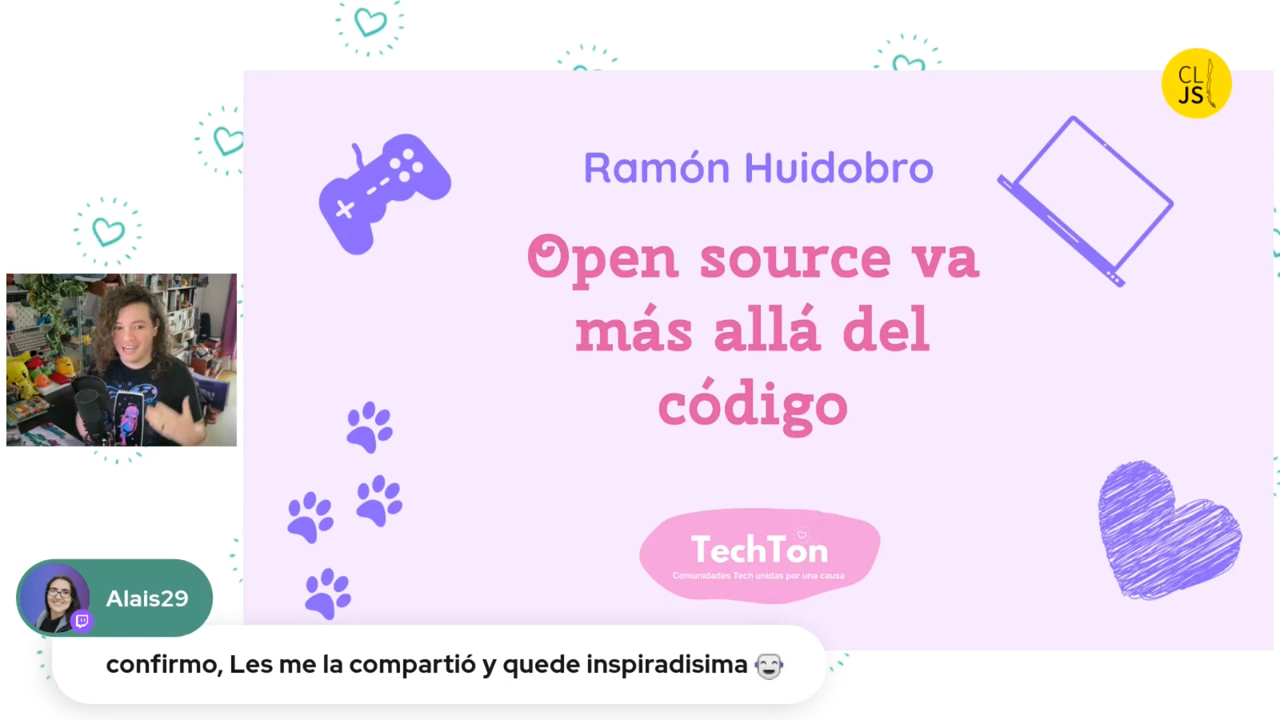 CL
JS
Ramón Huidobro
Open source va
más allá del
código
TechTon
Comunidades Tech unidas por una causa
Alais29
confirmo, Les me la compartió y quede inspiradisima